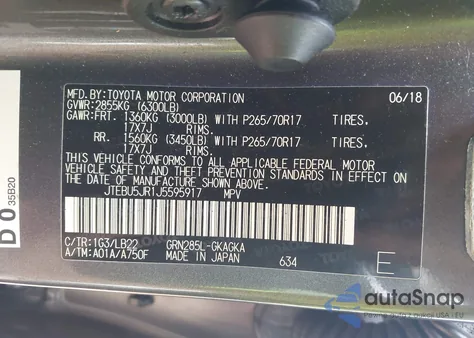 MFD.BY:TOYOTA MOTOR CORPORATION 06/18
GVWR:2855KG (6300LB)
GAWR:FRT. 1360KG (3000LB) WITH P265/70R17 TIRES,
17X7J RIMS.
RR. 1560KG (3450LB) WITH P265/70R17 TIRES,
17X7J RIMS.
THIS VEHICLE CONFORMS TO ALL APPLICABLE FEDERAL MOTOR
VEHICLE SAFETY AND THEFT PREVENTION STANDARDS IN
EFFECT ON THE DATE OF MANUFACTURE SHOWN ABOVE.
JTEBU5JR1J5595917 MPV
C/TR:1G3/LB22 GRN285L-GKAGKA
A/TM:A01A/A750F MADE IN JAPAN 634
E
D 0
35B20
autaSnap